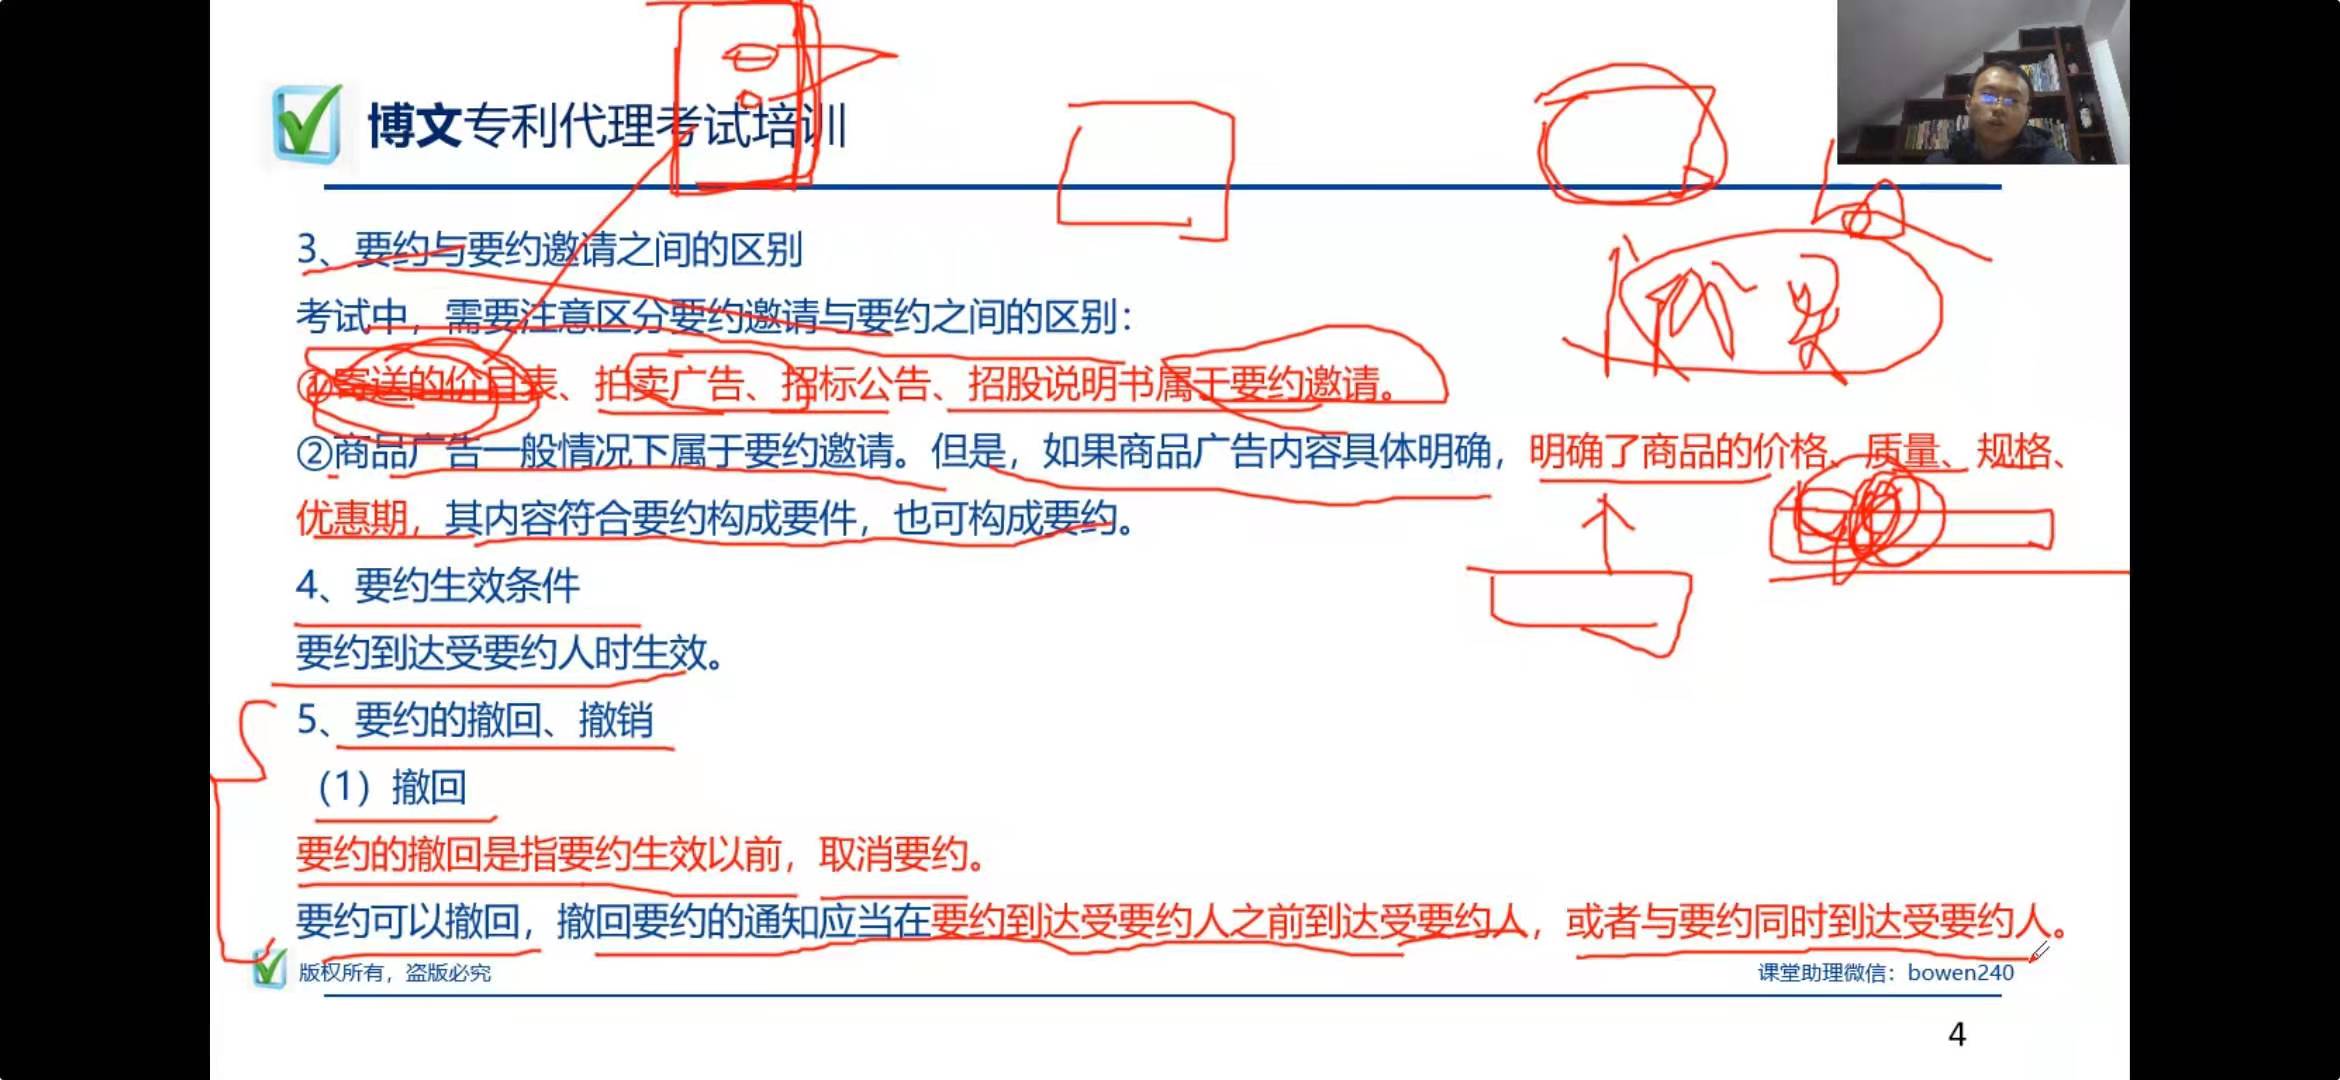 博文专利代理考试培训
3、要约与要约邀请之间的区别
考试中，需要注意区分要约邀请与要约之间的区别：
①寄送的价目表、拍卖广告、招标公告、招股说明书属于要约邀请。
②商品广告一般情况下属于要约邀请。但是，如果商品广告内容具体明确，明确了商品的价格、质量、规格、
优惠期，其内容符合要约构成要件，也可构成要约。
4、要约生效条件
要约到达受要约人时生效。
5、要约的撤回、撤销
（1）撤回
要约的撤回是指要约生效以前，取消要约。
要约可以撤回，撤回要约的通知应当在要约到达受要约人之前到达受要约人，或者与要约同时到达受要约人。
版权所有，盗版必究
课堂助理微信：bowen240
4